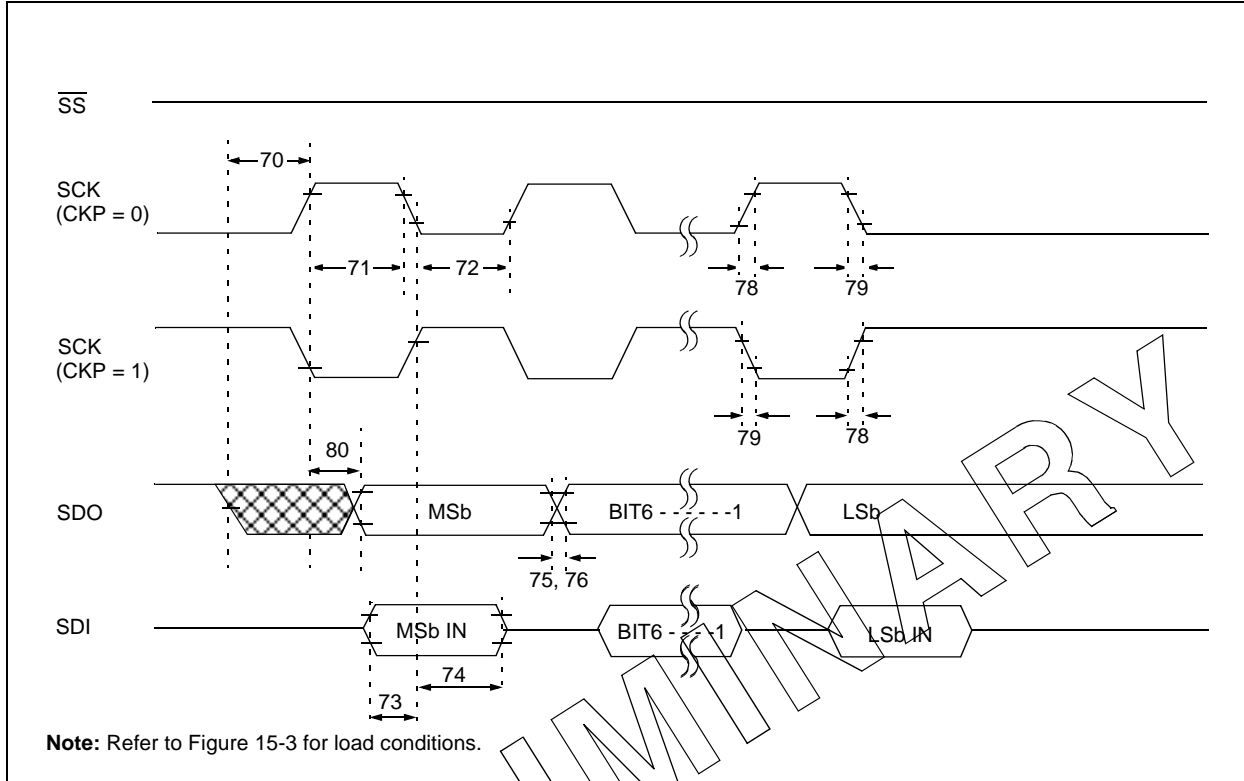 SS
70
SCK
(CKP = 0)
71
72
78
79
SCK
(CKP = 1)
79
78
80
SDO
MSb
BIT6 - - - - - -1
LSb
75, 76
SDI
MSb IN
BIT6 - - - -1
LSb IN
74
73
Note: Refer to Figure 15-3 for load conditions.
IMINARY